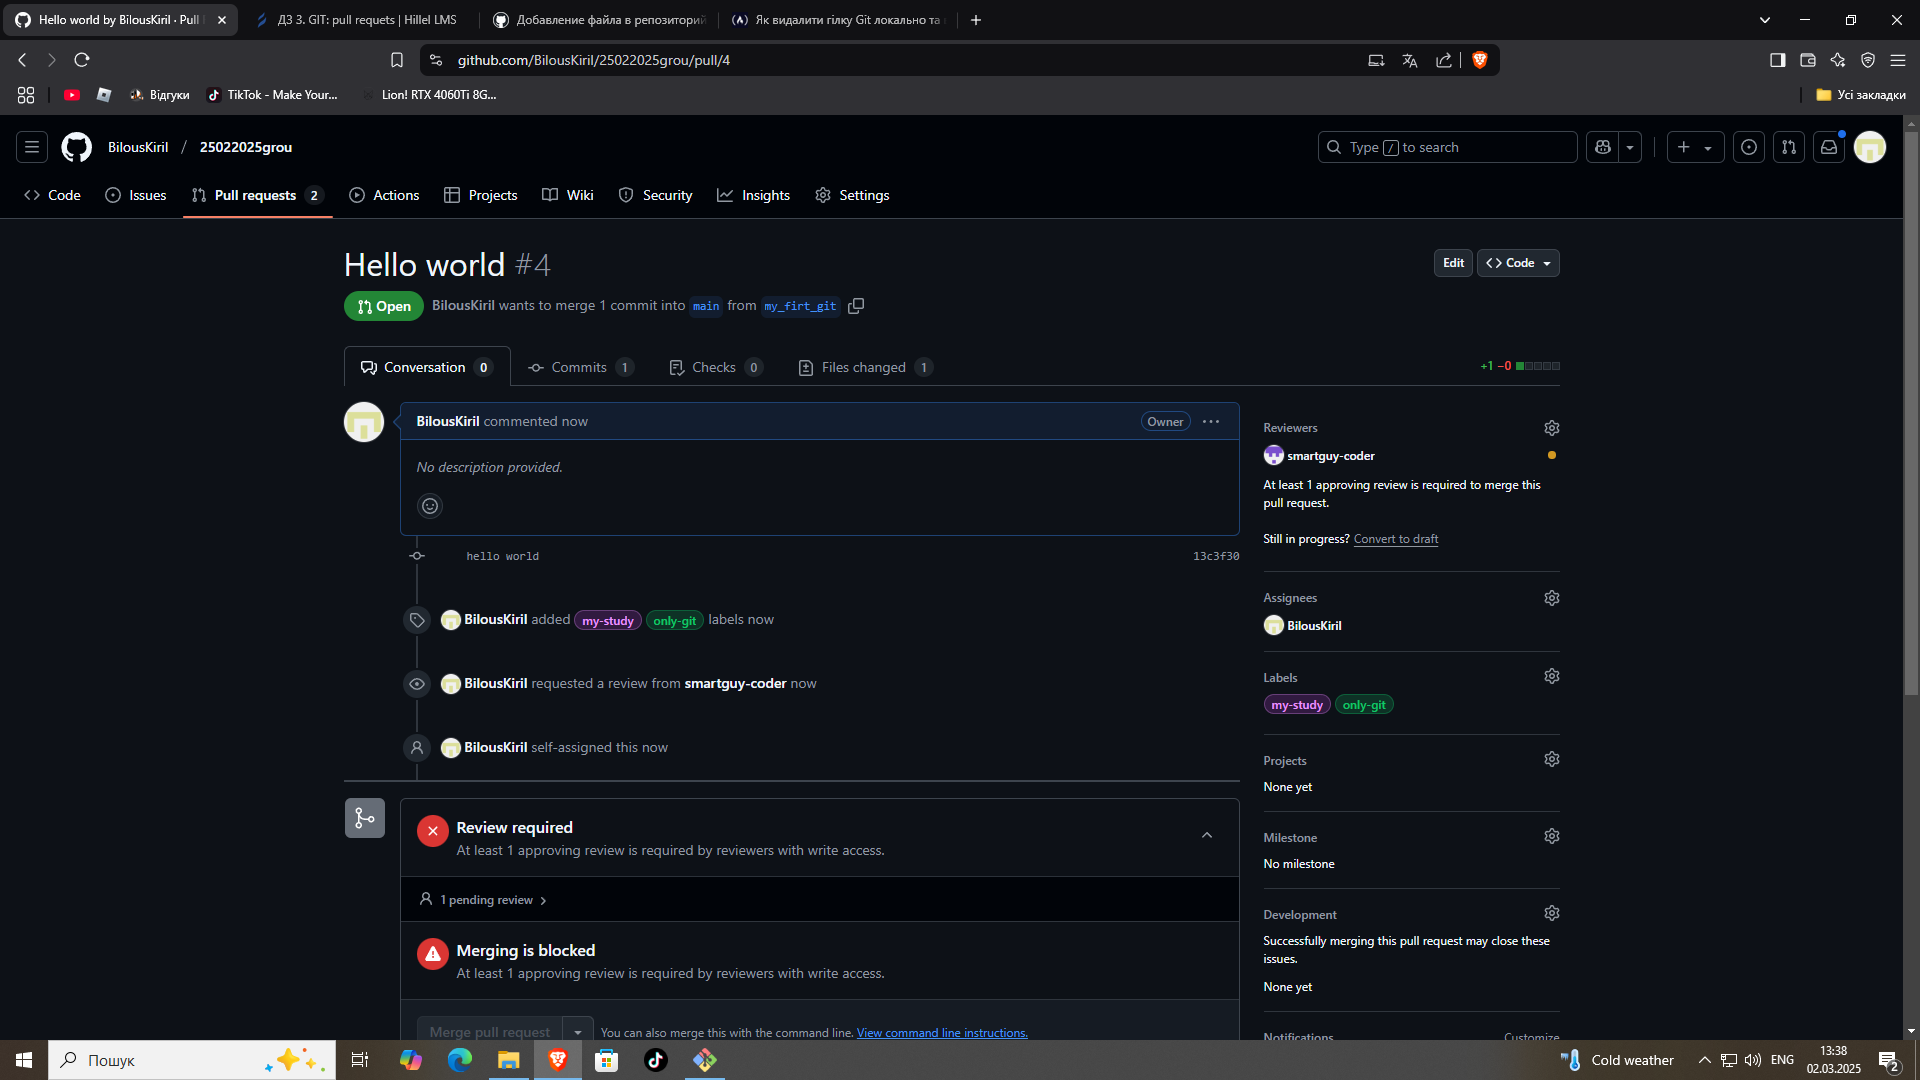 Hello world by BilousKiril · Pull
ДЗ 3. GIT: pull requets | Hillel LMS
Добавление файла в репозиторий
Як видалити гілку Git локально та
github.com/BilousKiril/25022025grou/pull/4
Відгуки
TikTok - Make Your...
Lion! RTX 4060Ti 8G...
Усі закладки
BilousKiril / 25022025grou
Type / to search
Code
Issues
Pull requests 2
Actions
Projects
Wiki
Security
Insights
Settings
Hello world #4
Edit
Code
Open
BilousKiril wants to merge 1 commit into main from my_firt_git
Conversation 0
Commits 1
Checks 0
Files changed 1
+1 −0
BilousKiril commented now
Owner
No description provided.
hello world
13c3f30
BilousKiril added my-study only-git labels now
BilousKiril requested a review from smartguy-coder now
BilousKiril self-assigned this now
Review required
At least 1 approving review is required by reviewers with write access.
1 pending review
Merging is blocked
At least 1 approving review is required by reviewers with write access.
Merge pull request
You can also merge this with the command line. View command line instructions.
Reviewers
smartguy-coder
At least 1 approving review is required to merge this
pull request.
Still in progress? Convert to draft
Assignees
BilousKiril
Labels
my-study only-git
Projects
None yet
Milestone
No milestone
Development
Successfully merging this pull request may close these
issues.
None yet
Notifications
Customize
Пошук
Cold weather
ENG
13:38
02.03.2025
2